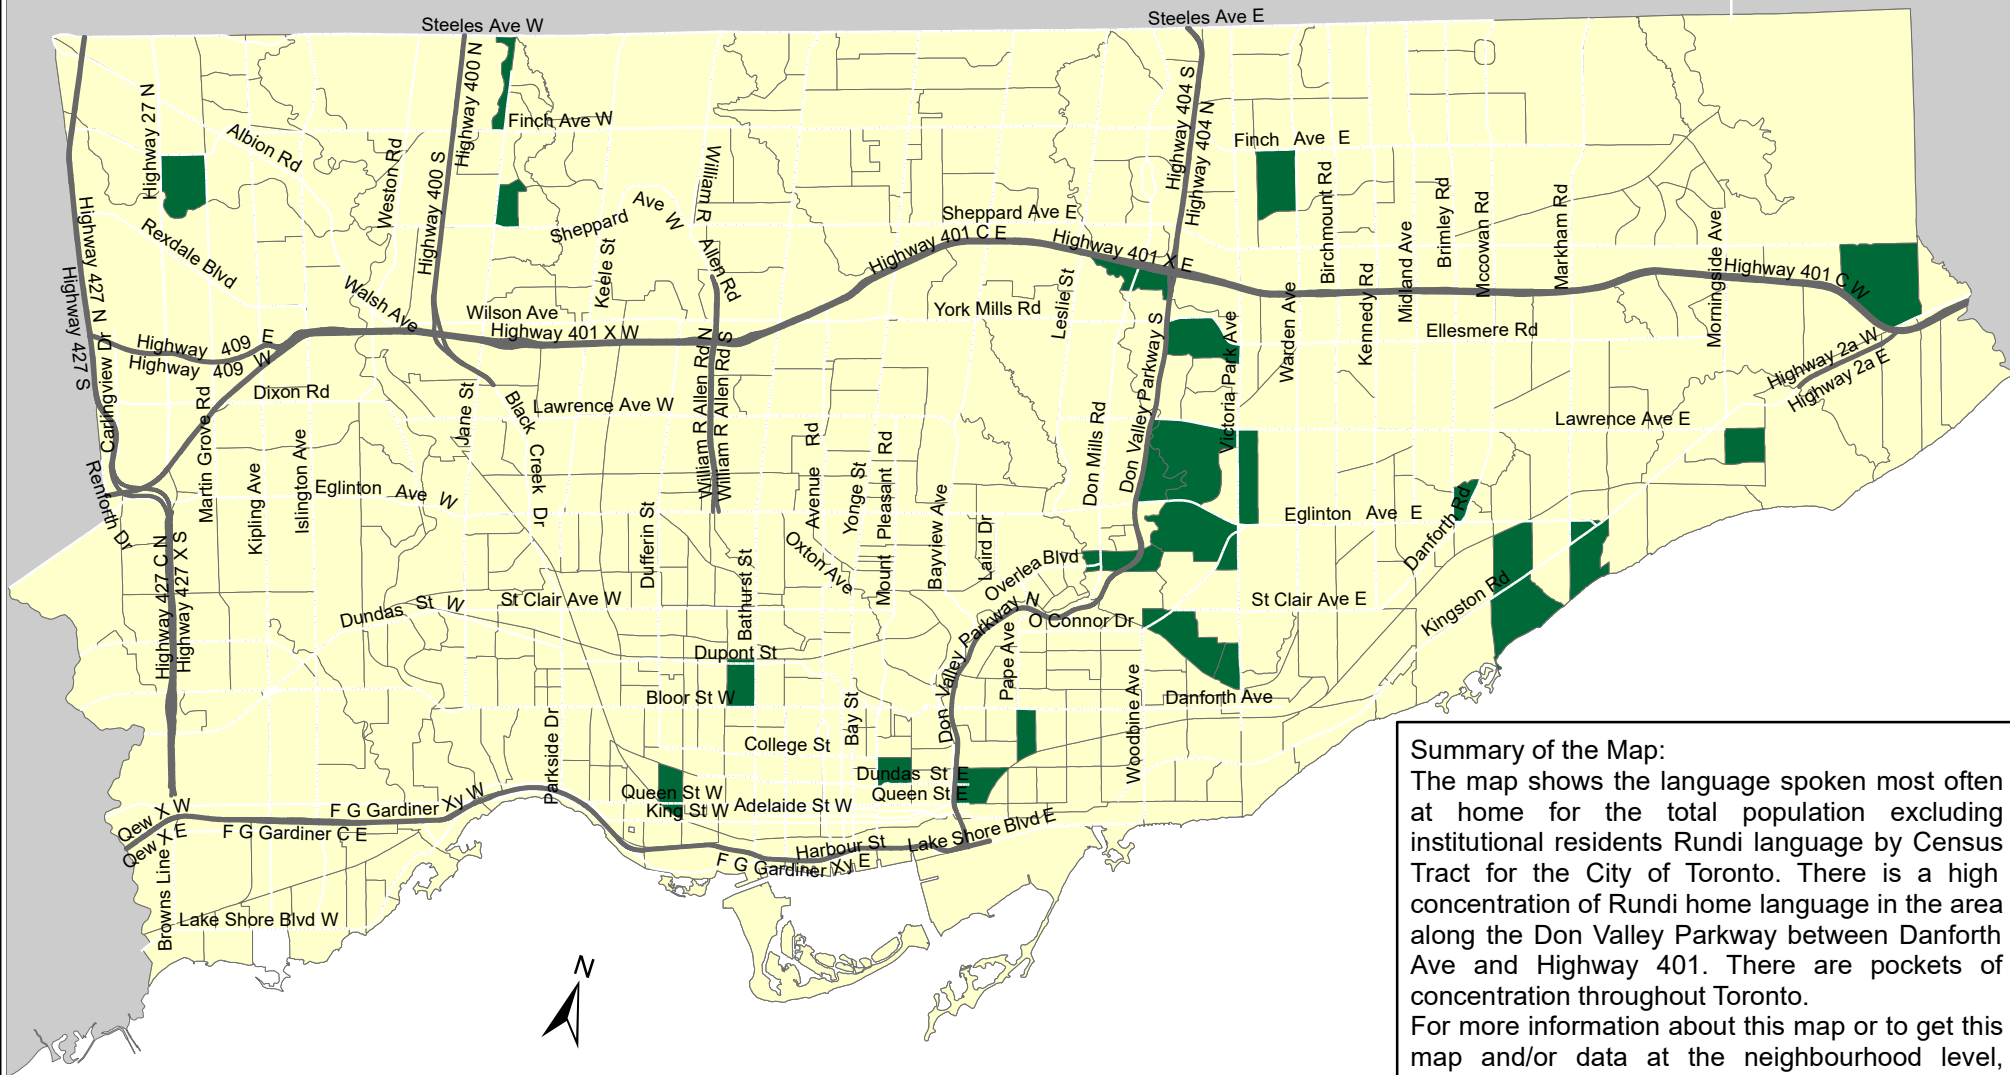 Steeles Ave W
Steeles Ave E
Highway 27 N
Albion Rd
Weston Rd
Highway 400 N
Highway 400 S
Finch Ave W
William R Allen Rd
Highway 404 S
Highway 404 N
Finch Ave E
Birchmount Rd
Brimley Rd
Mccowan Rd
Markham Rd
Midland Ave
Kennedy Rd
Warden Ave
Morningside Ave
Sheppard Ave W
Sheppard Ave E
Keele St
Rexdale Blvd
Highway 427 N
Highway 427 S
Walsh Ave
Wilson Ave
Highway 401 X W
Highway 401 C E
Highway 401 X E
Highway 401 C W
York Mills Rd
Leslie St
Ellesmere Rd
Highway 409 E
Highway 409 W
Carlingview Dr
Dixon Rd
Martin Grove Rd
Jane St
Black Creek Dr
Lawrence Ave W
William R Allen Rd N
William R Allen Rd S
Don Valley Parkway S
Victoria Park Ave
Highway 2a W
Highway 2a E
Lawrence Ave E
Renforth Dr
Kipling Ave
Islington Ave
Eglinton Ave W
Dufferin St
Avenue Rd
Yonge St
Mount Pleasant Rd
Bayview Ave
Laird Dr
Don Mills Rd
Oxton Ave
Overlea Blvd
Eglinton Ave E
Danforth Rd
Kingston Rd
Highway 427 C N
Highway 427 X S
Dundas St W
St Clair Ave W
Bathurst St
Don Valley Parkway N
O Connor Dr
St Clair Ave E
Dupont St
Pape Ave
Bloor St W
Bay St
Woodbine Ave
Danforth Ave
Parkside Dr
College St
Dundas St E
Queen St W
Queen St E
King St W
Adelaide St W
Qew X W
Qew X E
F G Gardiner Xy W
F G Gardiner C E
Harbour St
Lake Shore Blvd E
F G Gardiner Xy E
Browns Line
Lake Shore Blvd W
N
Summary of the Map:
The map shows the language spoken most often
at home for the total population excluding
institutional residents Rundi language by Census
Tract for the City of Toronto. There is a high
concentration of Rundi home language in the area
along the Don Valley Parkway between Danforth
Ave and Highway 401. There are pockets of
concentration throughout Toronto.
For more information about this map or to get this
map and/or data at the neighbourhood level,